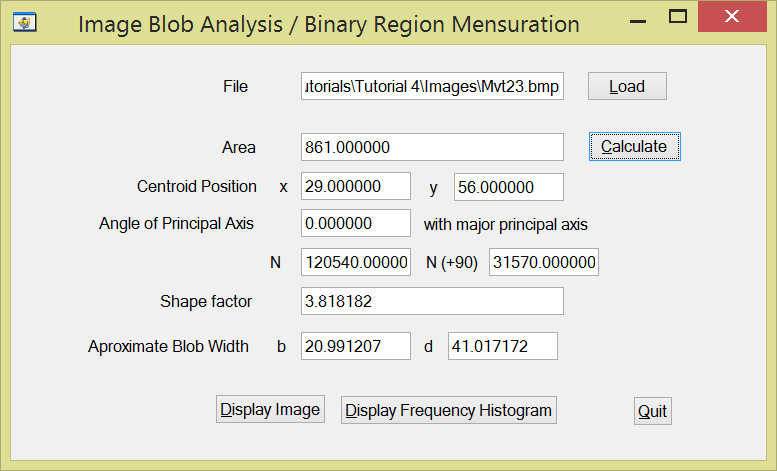 Image Blob Analysis / Binary Region Mensuration
File utorials\Tutorial 4\Images\Mvt23.bmp Load
Area 861.000000 Calculate
Centroid Position x 29.000000 y 56.000000
Angle of Principal Axis 0.000000 with major principal axis
N 120540.00000 N (+90) 31570.000000
Shape factor 3.818182
Aproximate Blob Width b 20.991207 d 41.017172
Display Image Display Frequency Histogram Quit